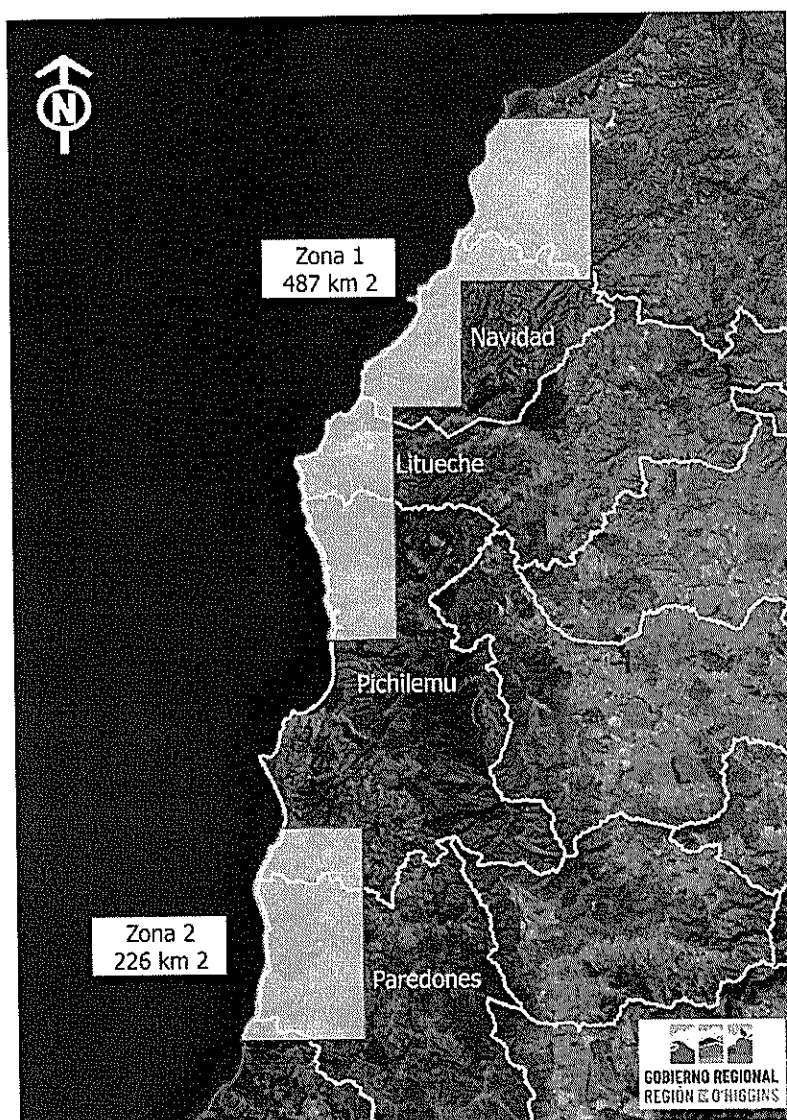 N
Zona 1
487 km 2
Navidad
Litueche
Pichilemu
Zona 2
226 km 2
Paredones
GOBIERNO REGIONAL
REGIÓN DE O'HIGGINS